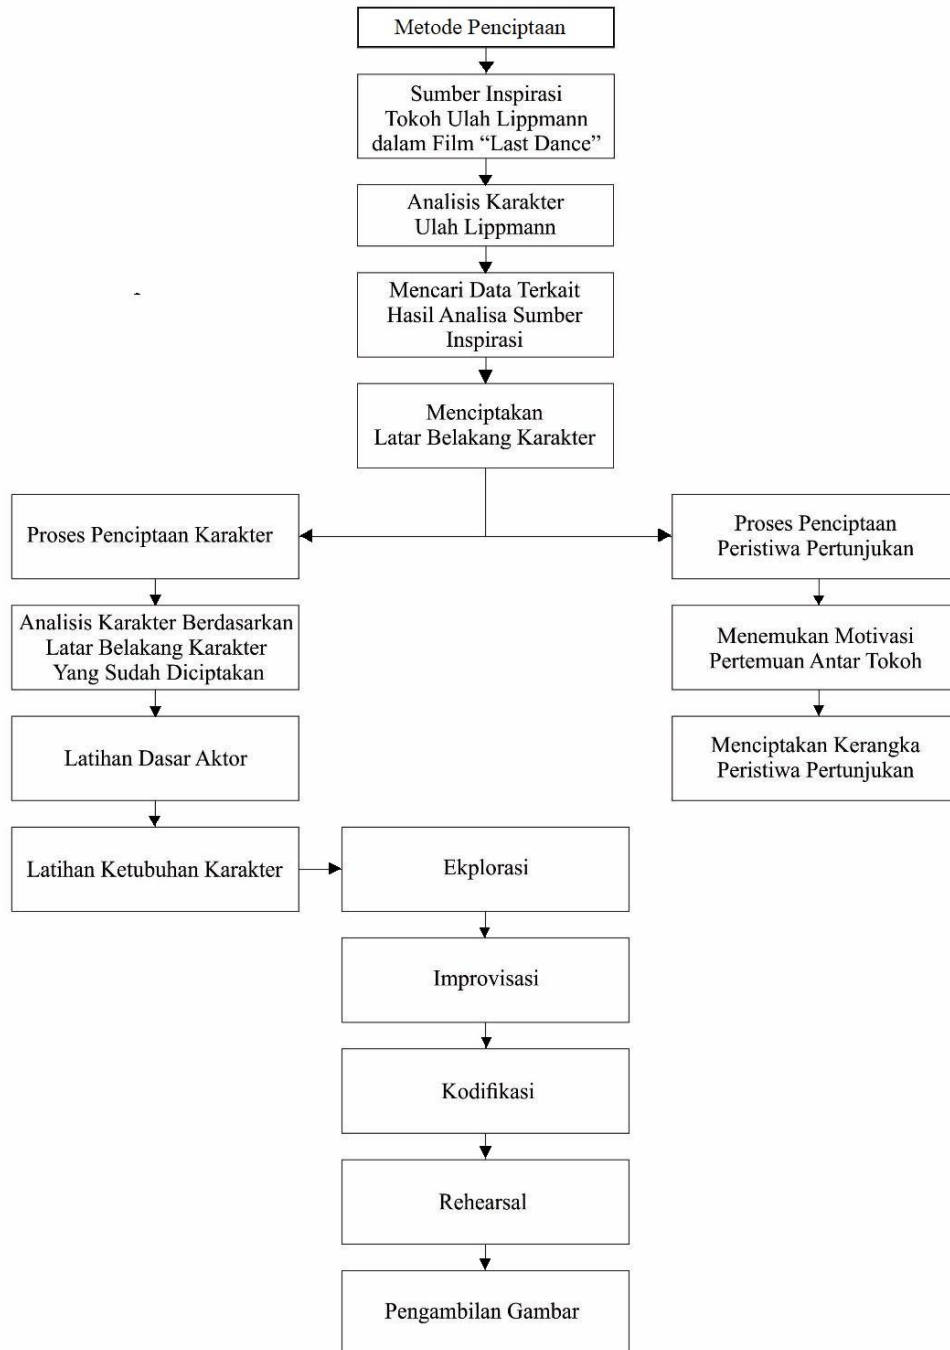 Metode Penciptaan
Sumber Inspirasi
Tokoh Ulah Lippmann
dalam Film “Last Dance”
Analisis Karakter
Ulah Lippmann
Mencari Data Terkait
Hasil Analisa Sumber
Inspirasi
Menciptakan
Latar Belakang Karakter
Proses Penciptaan Karakter
Analisis Karakter Berdasarkan
Latar Belakang Karakter
Yang Sudah Diciptakan
Latihan Dasar Aktor
Latihan Ketubuhan Karakter
Proses Penciptaan
Peristiwa Pertunjukan
Menemukan Motivasi
Pertemuan Antar Tokoh
Menciptakan Kerangka
Peristiwa Pertunjukan
Ekplorasi
Improvisasi
Kodifikasi
Rehearsal
Pengambilan Gambar